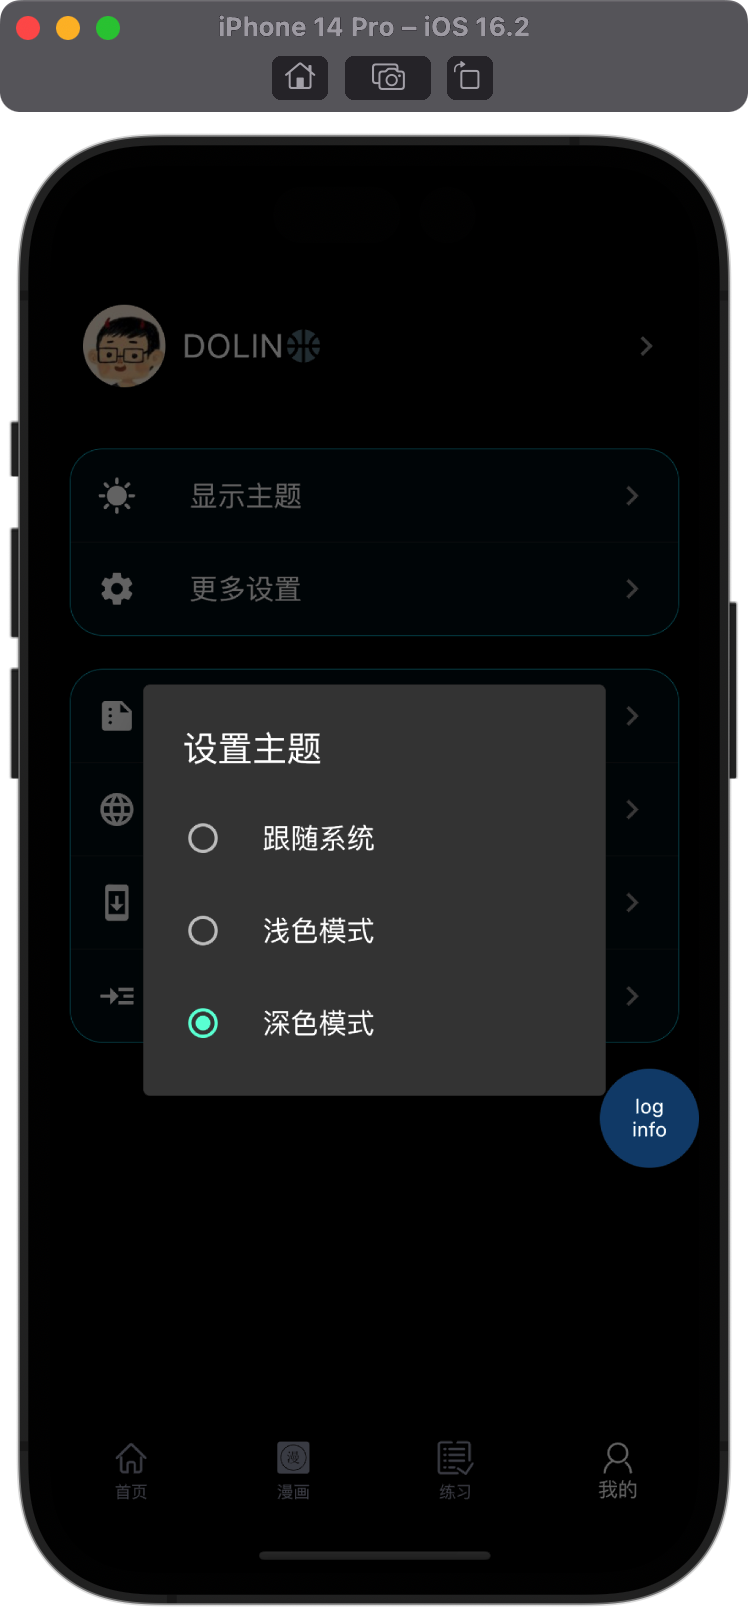 iPhone 14 Pro – iOS 16.2
DOLIN
显示主题
更多设置
设置主题
跟随系统
浅色模式
深色模式
log
info
首页
漫
漫画
练习
我的